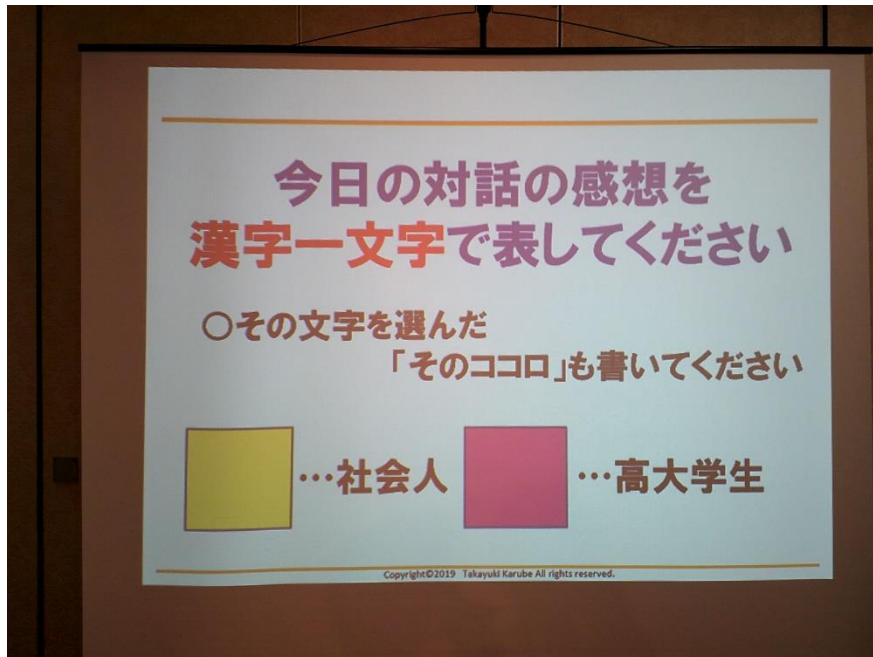 今日の対話の感想を
漢字一文字で表してください
○その文字を選んだ
「そのココロ」も書いてください
…社会人 …高大学生
Copyright©2019 Takayuki Karube All rights reserved.